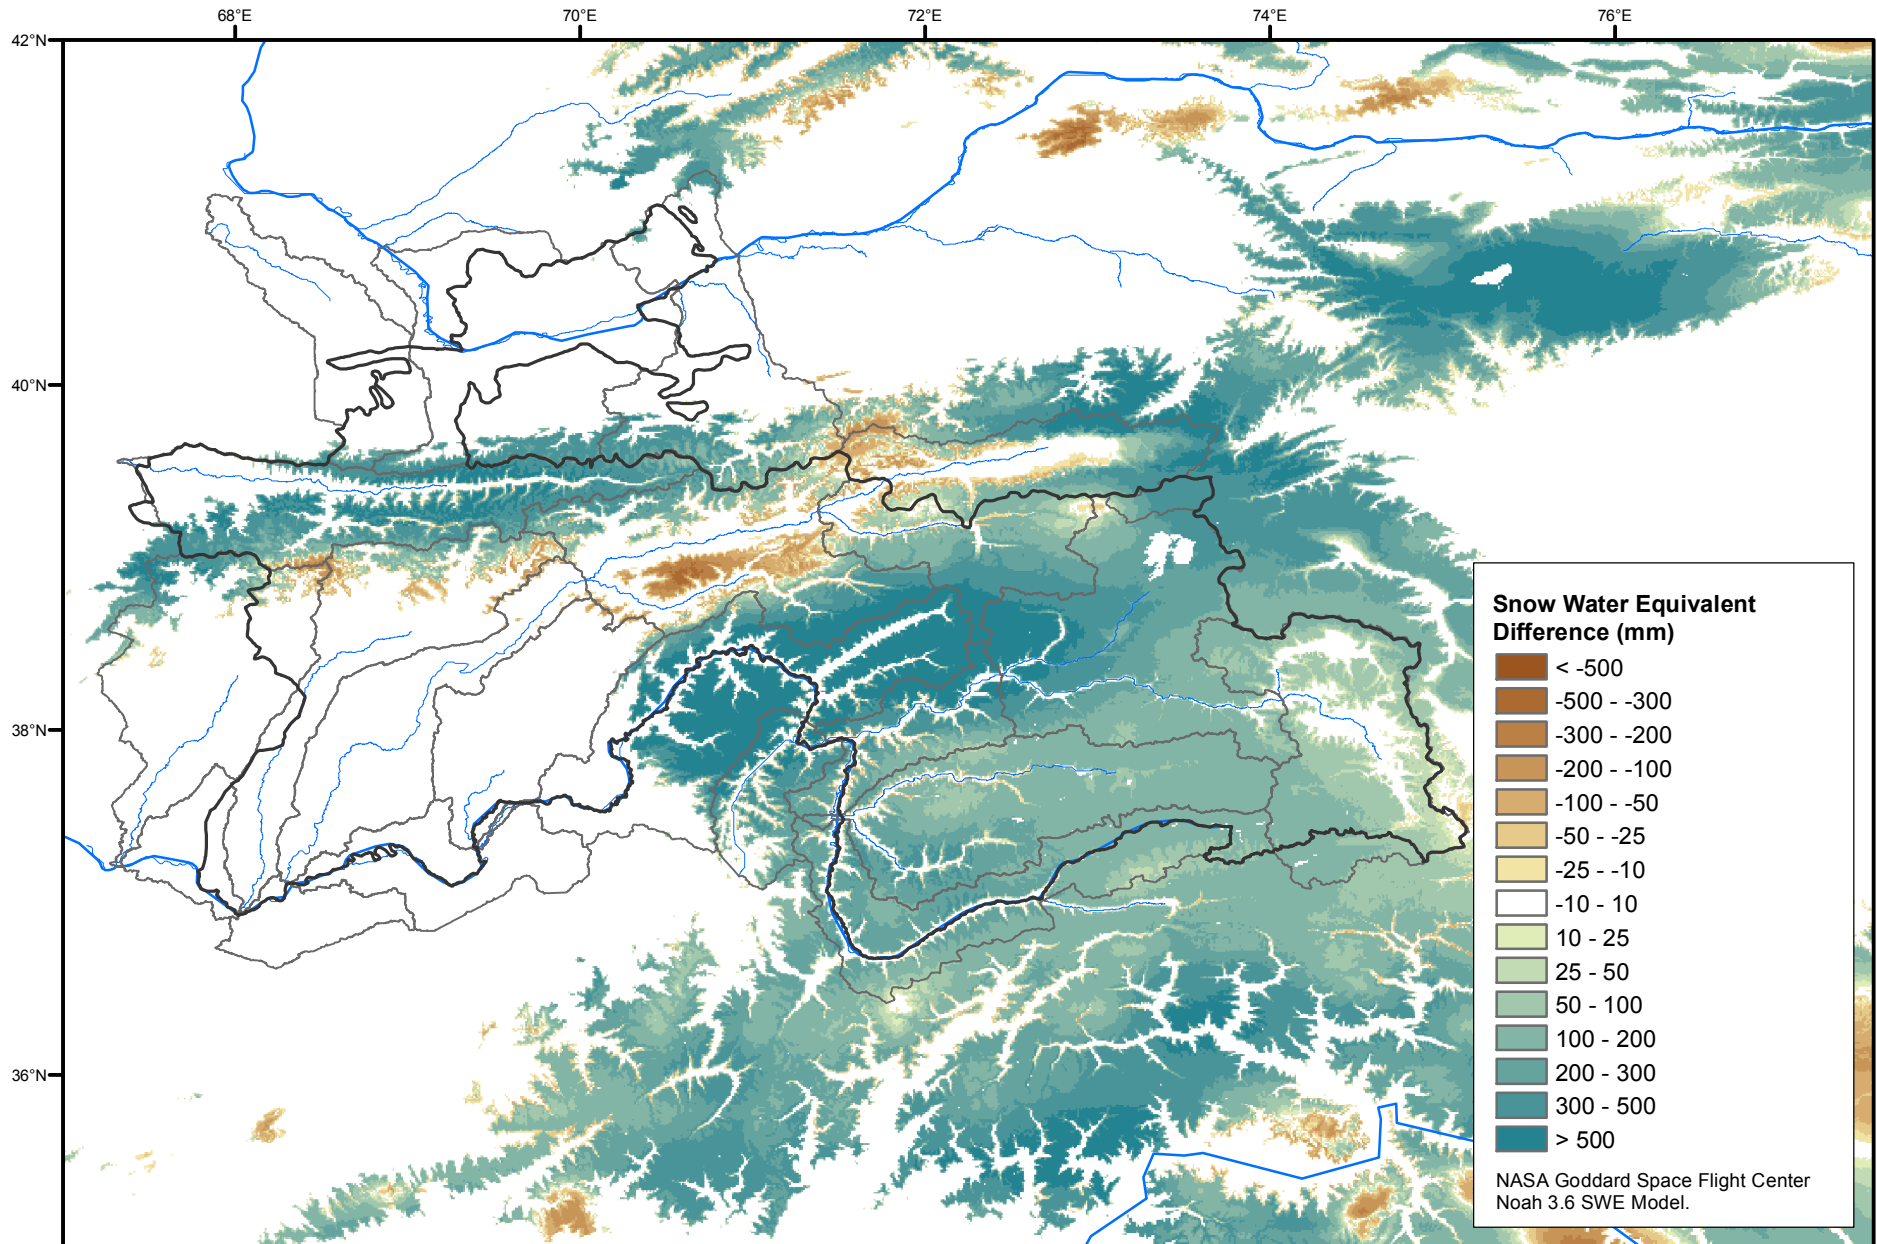 68°E 70°E 72°E 74°E 76°E
42°N
40°N
38°N
36°N
Snow Water Equivalent
Difference (mm)
< -500
-500 - -300
-300 - -200
-200 - -100
-100 - -50
-50 - -25
-25 - -10
-10 - 10
10 - 25
25 - 50
50 - 100
100 - 200
200 - 300
300 - 500
> 500
NASA Goddard Space Flight Center
Noah 3.6 SWE Model.